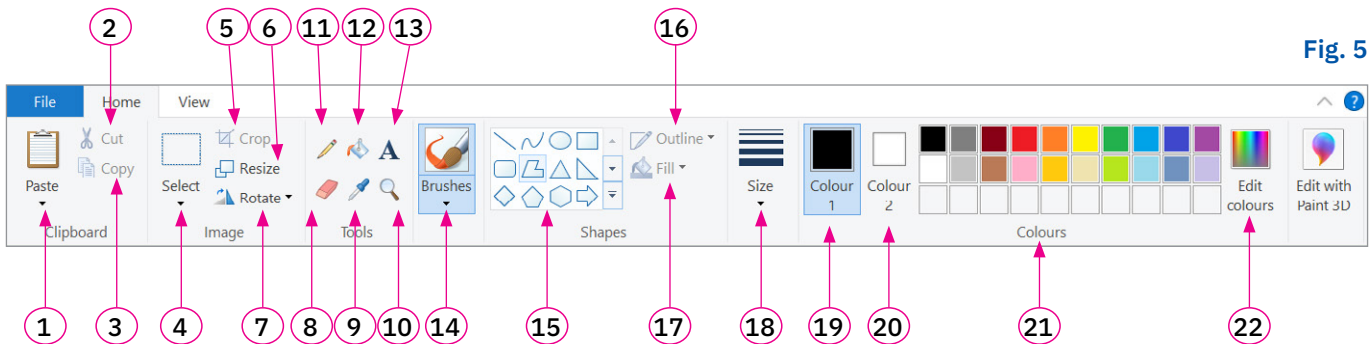 2 5 6 11 12 13 16
Fig. 5
File Home View ?
Cut Crop A Outline
Copy Resize Fill
Paste Select Rotate Brushes Size Colour 1 Colour 2 Edit colours Edit with Paint 3D
Clipboard Image Tools Shapes Colours
1 3 4 7 8 9 10 14 15 17 18 19 20 21 22